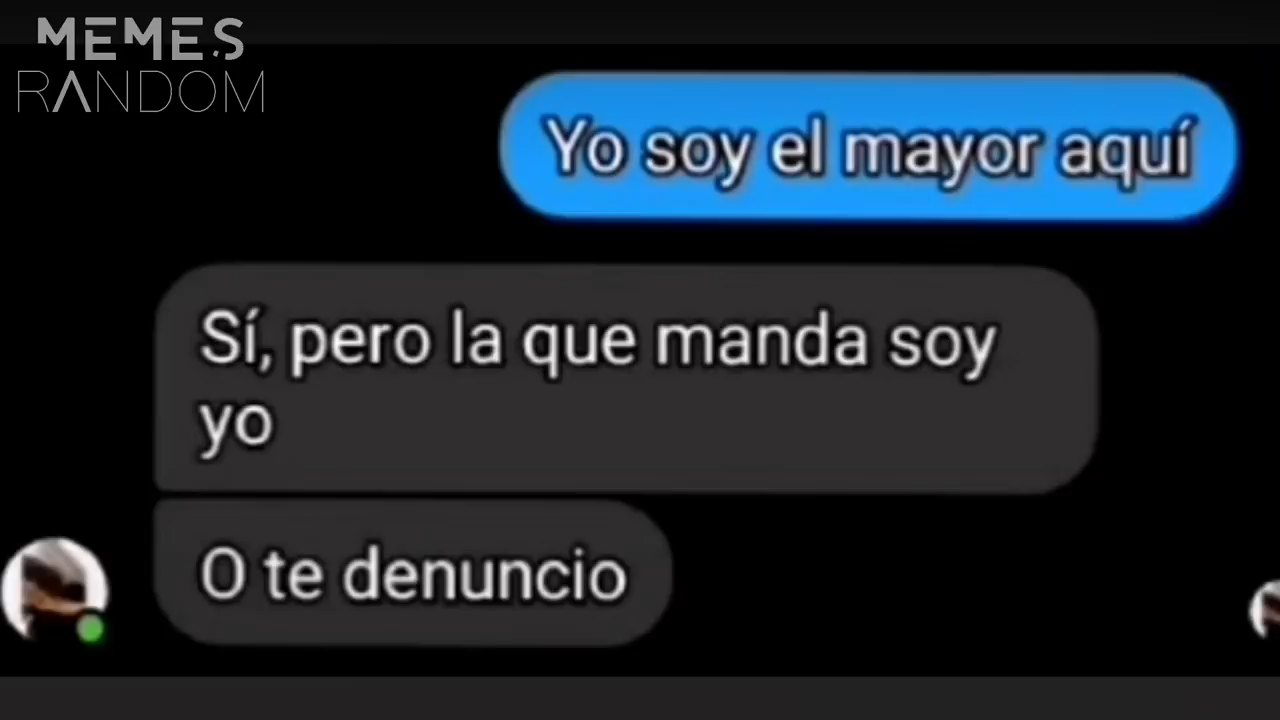 MEMES
RANDOM
Yo soy el mayor aquí
Sí, pero la que manda soy
yo
O te denuncio